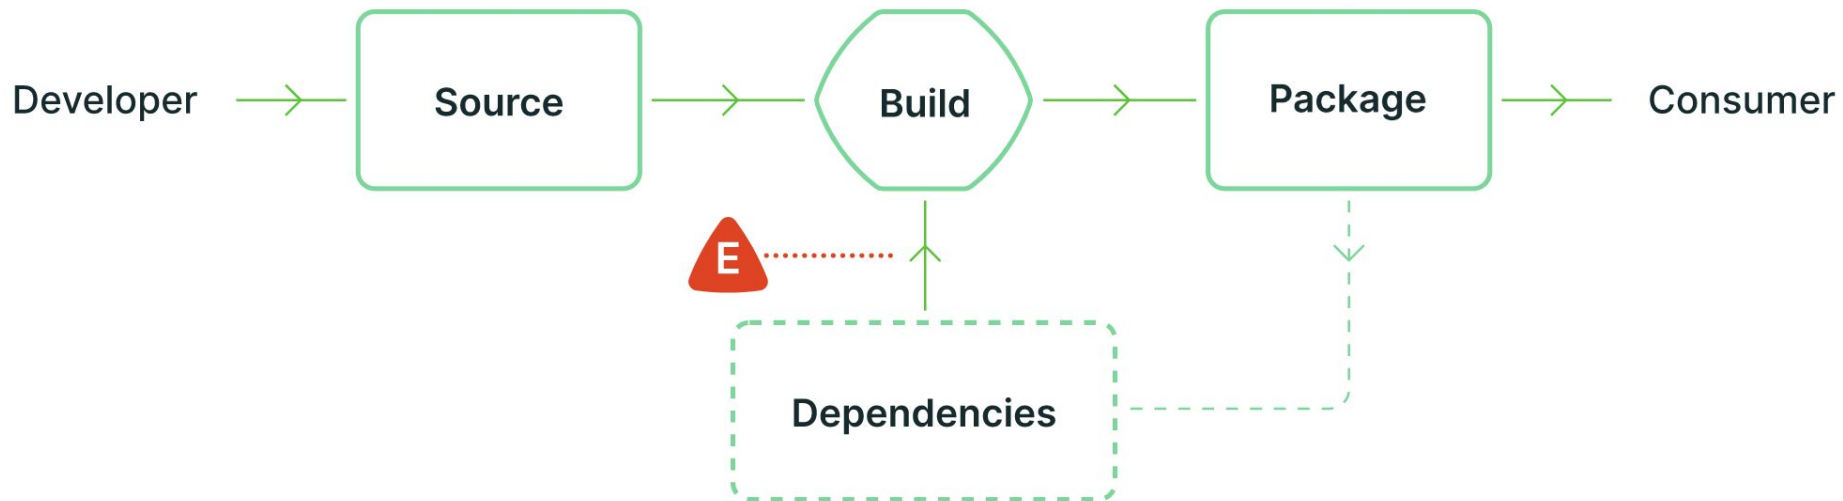 Developer
Source
Build
Package
Consumer
E
Dependencies